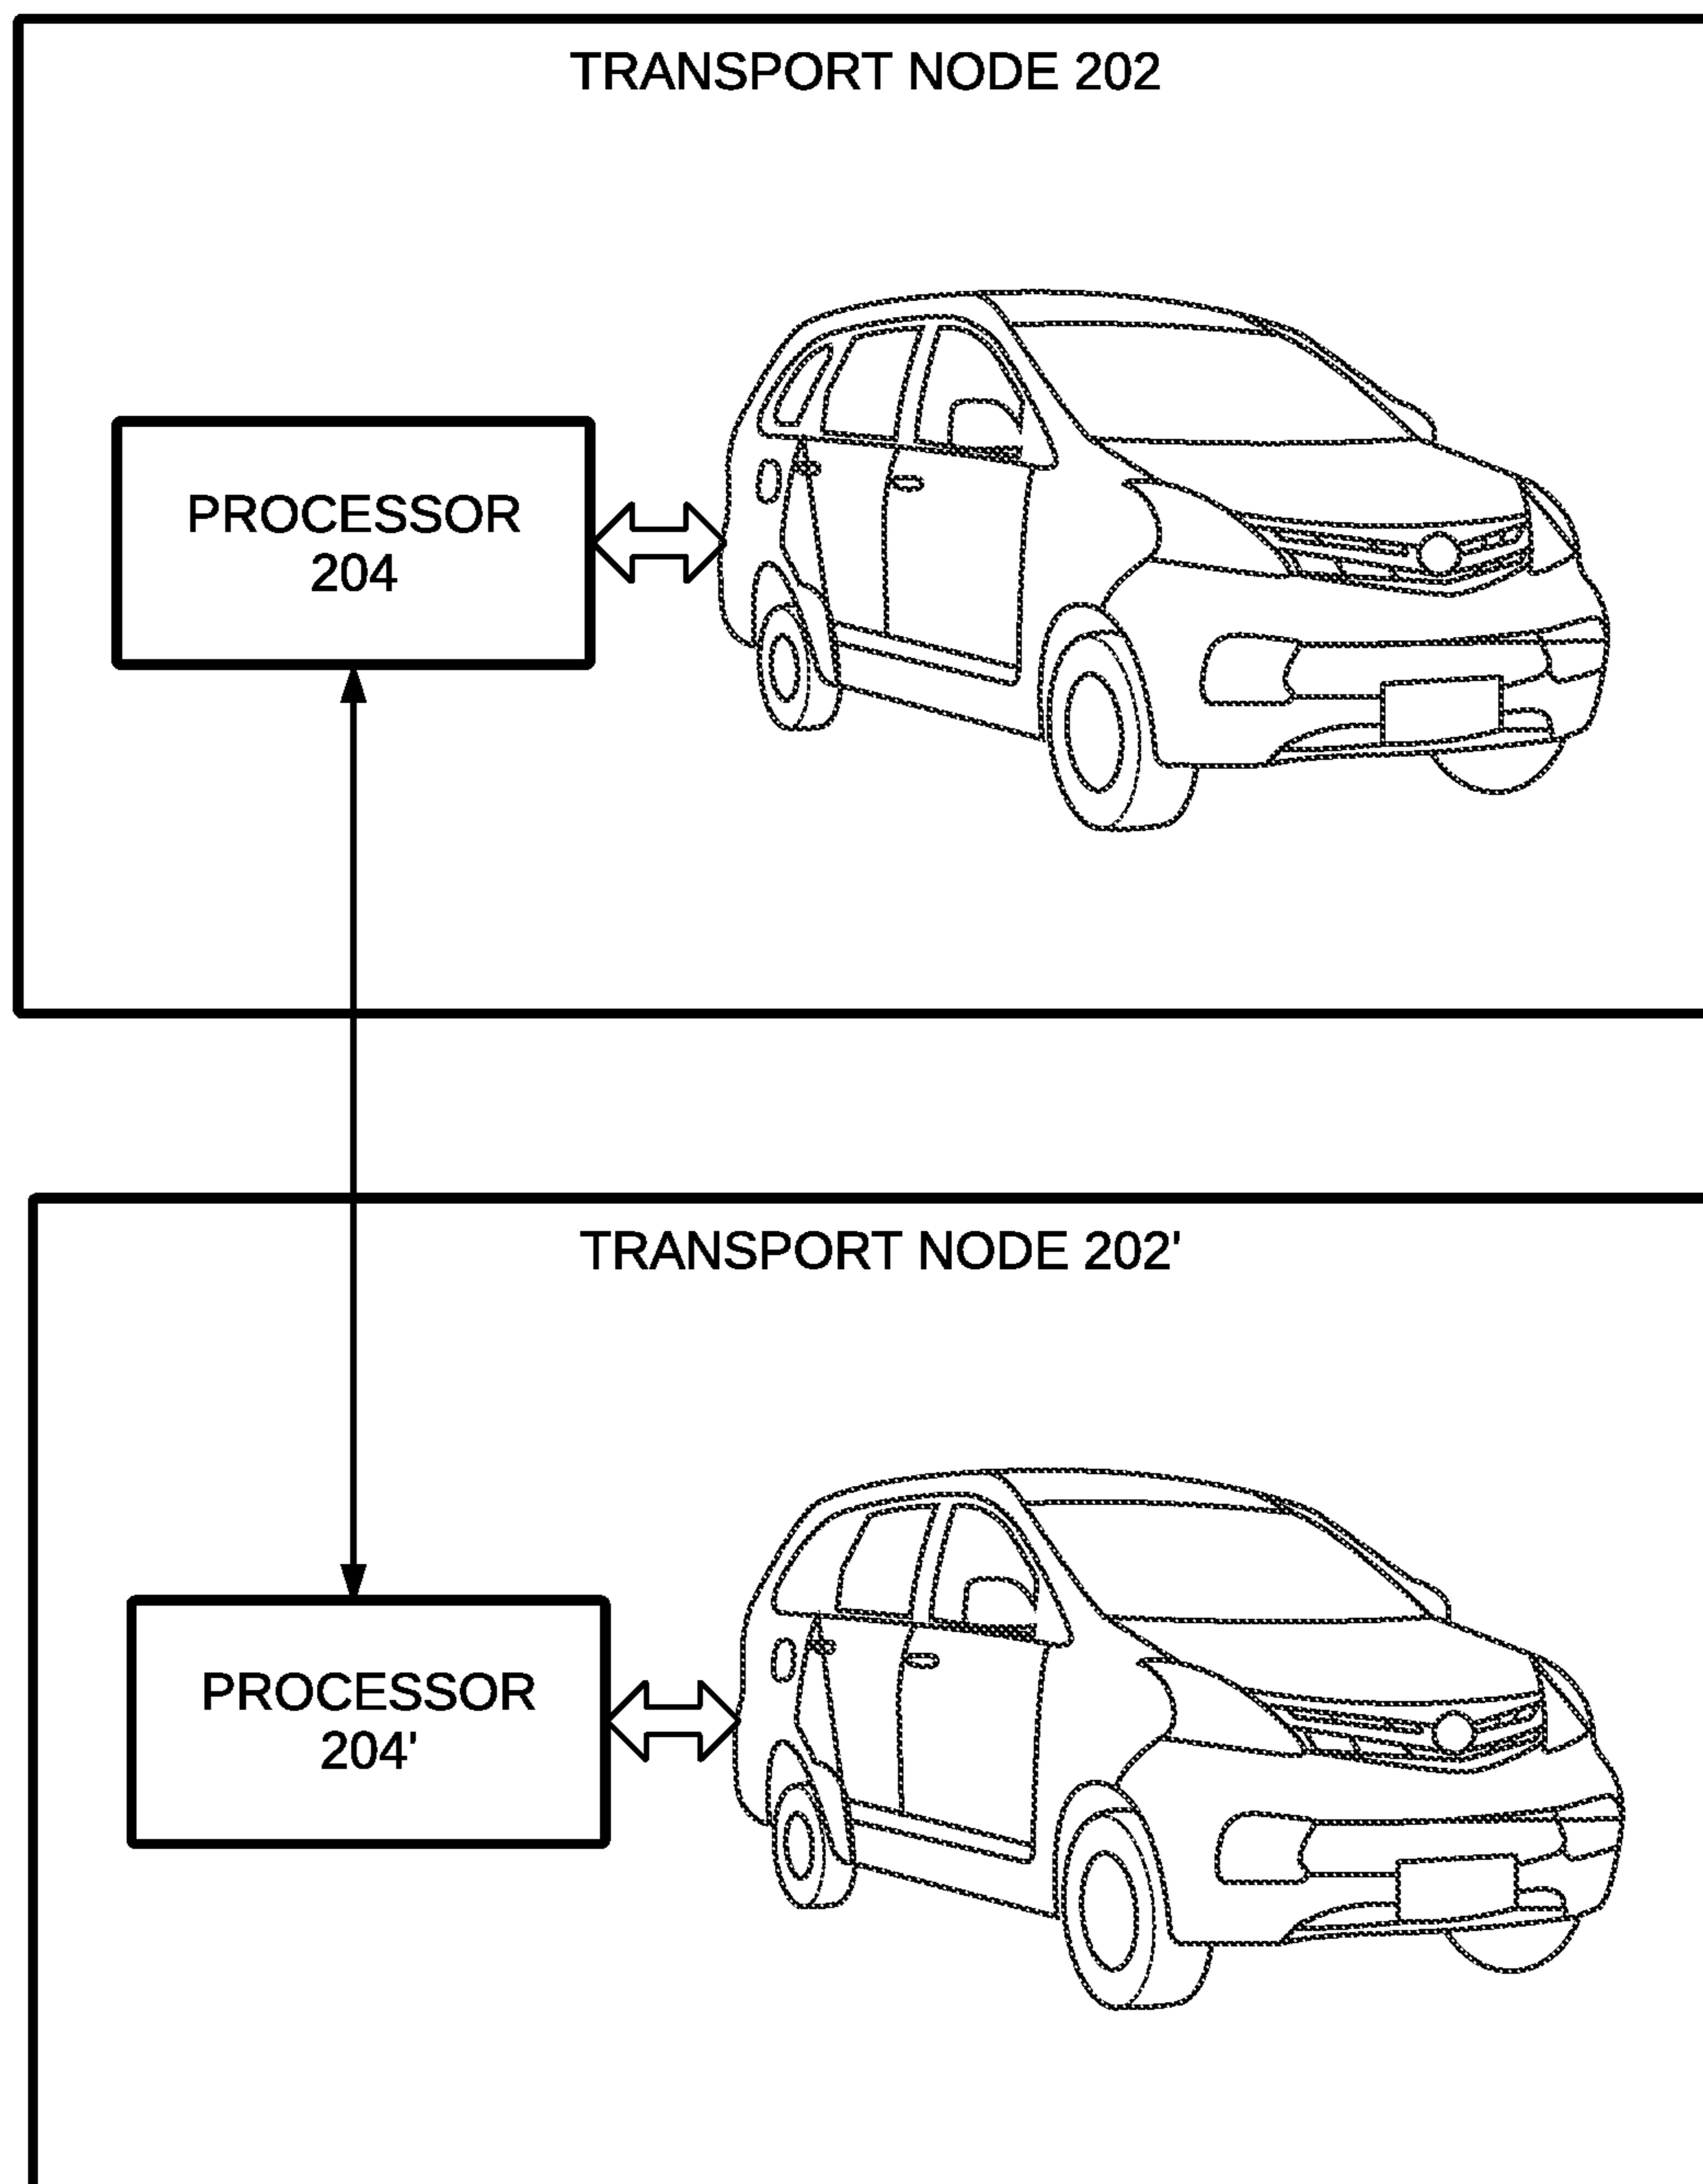 TRANSPORT NODE 202
PROCESSOR
204
TRANSPORT NODE 202'
PROCESSOR
204'